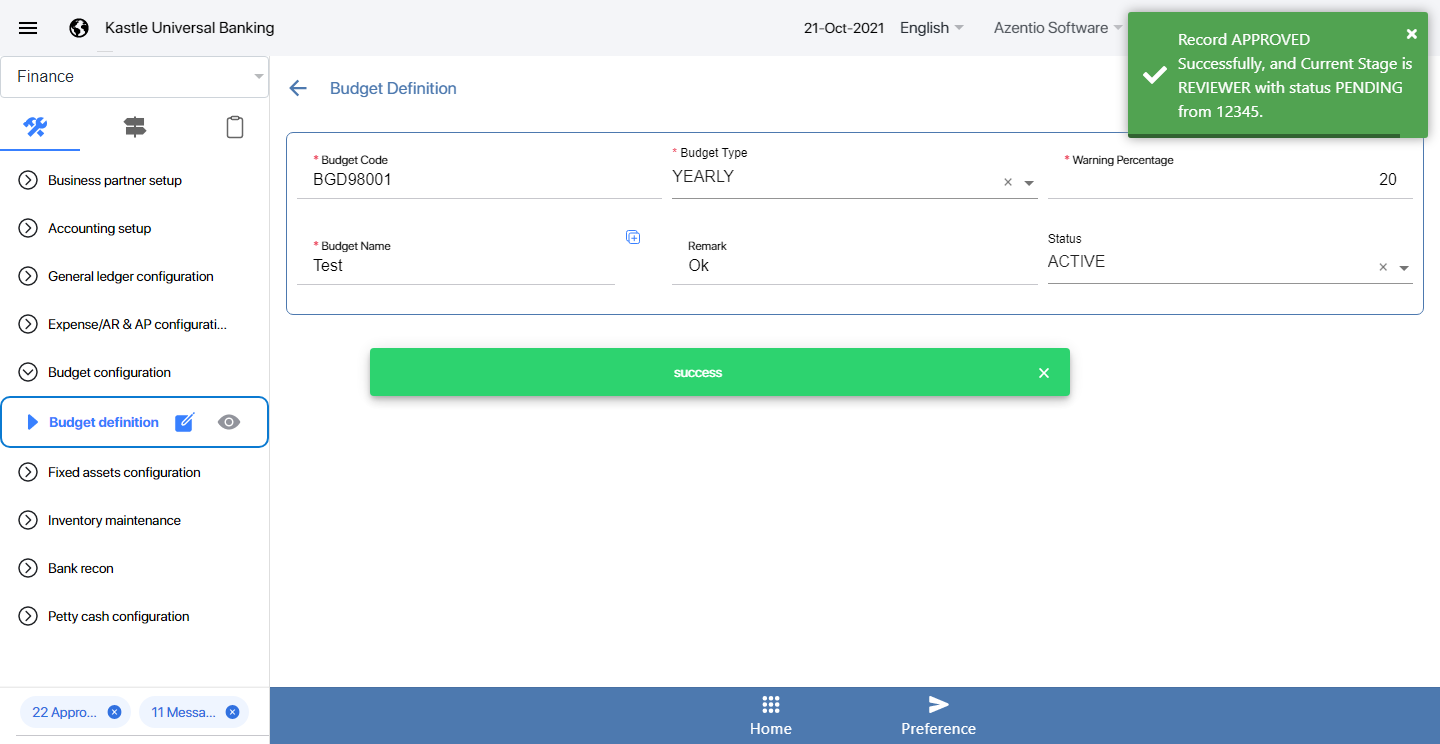 Kastle Universal Banking
21-Oct-2021
English
Azentio Software
Record APPROVED
Successfully, and Current Stage is
REVIEWER with status PENDING
from 12345.
Finance
Budget Definition
* Budget Code
BGD98001
* Budget Type
YEARLY
* Warning Percentage
20
* Budget Name
Test
Remark
Ok
Status
ACTIVE
success
Business partner setup
Accounting setup
General ledger configuration
Expense/AR & AP configurati...
Budget configuration
Budget definition
Fixed assets configuration
Inventory maintenance
Bank recon
Petty cash configuration
22 Appro...
11 Messa...
Home
Preference